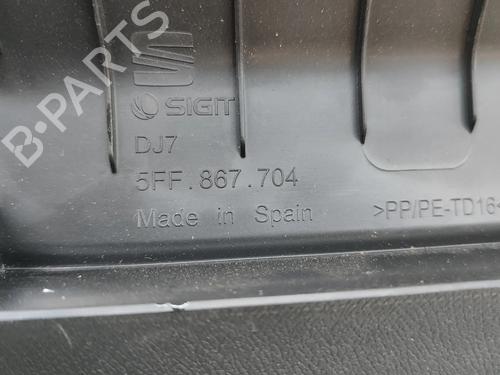 SIGIT
DJ7
5FF.867.704
Made in Spain
>PP/PE-TD16<
B-PARTS